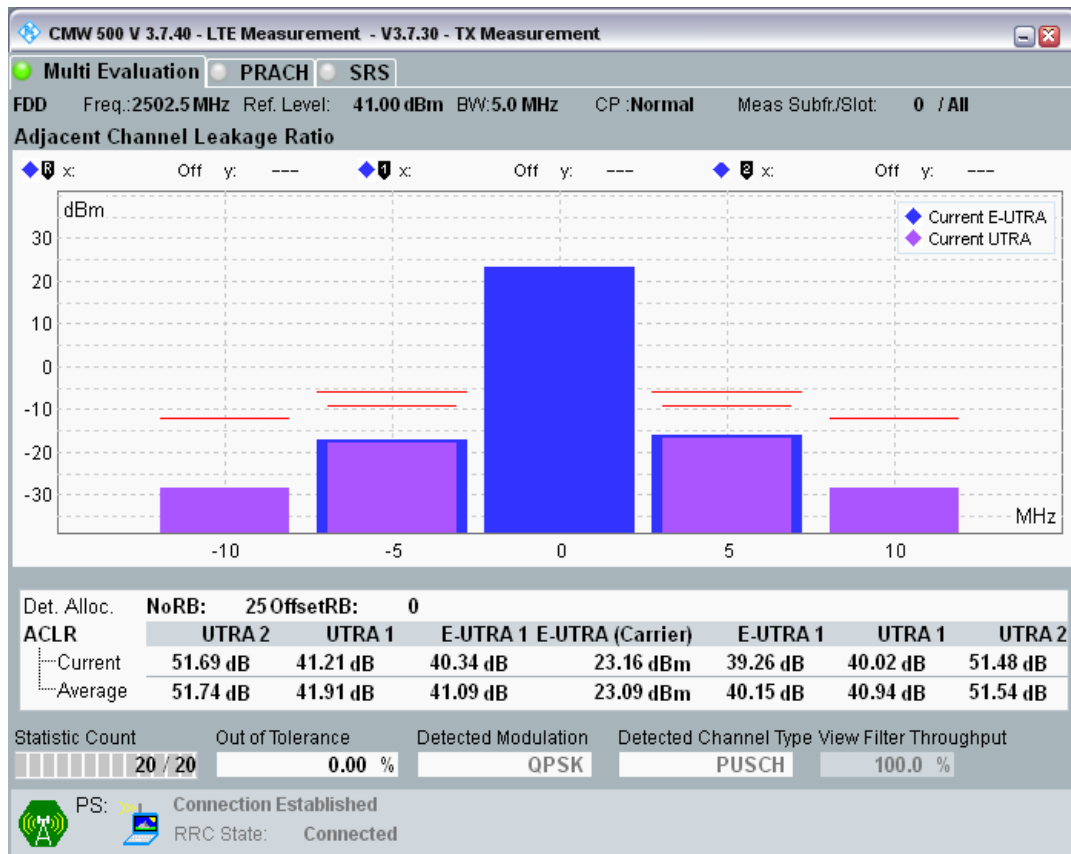 CMW 500 V 3.7.40 - LTE Measurement - V3.7.30 - TX Measurement
Multi Evaluation PRACH SRS
FDD Freq.:2502.5 MHz Ref. Level: 41.00 dBm BW:5.0 MHz CP :Normal Meas Subfr./Slot: 0 / All
Adjacent Channel Leakage Ratio
R x: Off y: --- 1 x: Off y: --- 2 x: Off y: ---
dBm
Current E-UTRA
Current UTRA
30
20
10
0
-10
-20
-30
MHz
-10 -5 0 5 10
Det. Alloc. NoRB: 25 OffsetRB: 0
ACLR UTRA 2 UTRA 1 E-UTRA 1 E-UTRA (Carrier) E-UTRA 1 UTRA 1 UTRA 2
Current 51.69 dB 41.21 dB 40.34 dB 23.16 dBm 39.26 dB 40.02 dB 51.48 dB
Average 51.74 dB 41.91 dB 41.09 dB 23.09 dBm 40.15 dB 40.94 dB 51.54 dB
Statistic Count Out of Tolerance Detected Modulation Detected Channel Type View Filter Throughput
20 / 20 0.00 % QPSK PUSCH 100.0 %
PS: Connection Established
RRC State: Connected